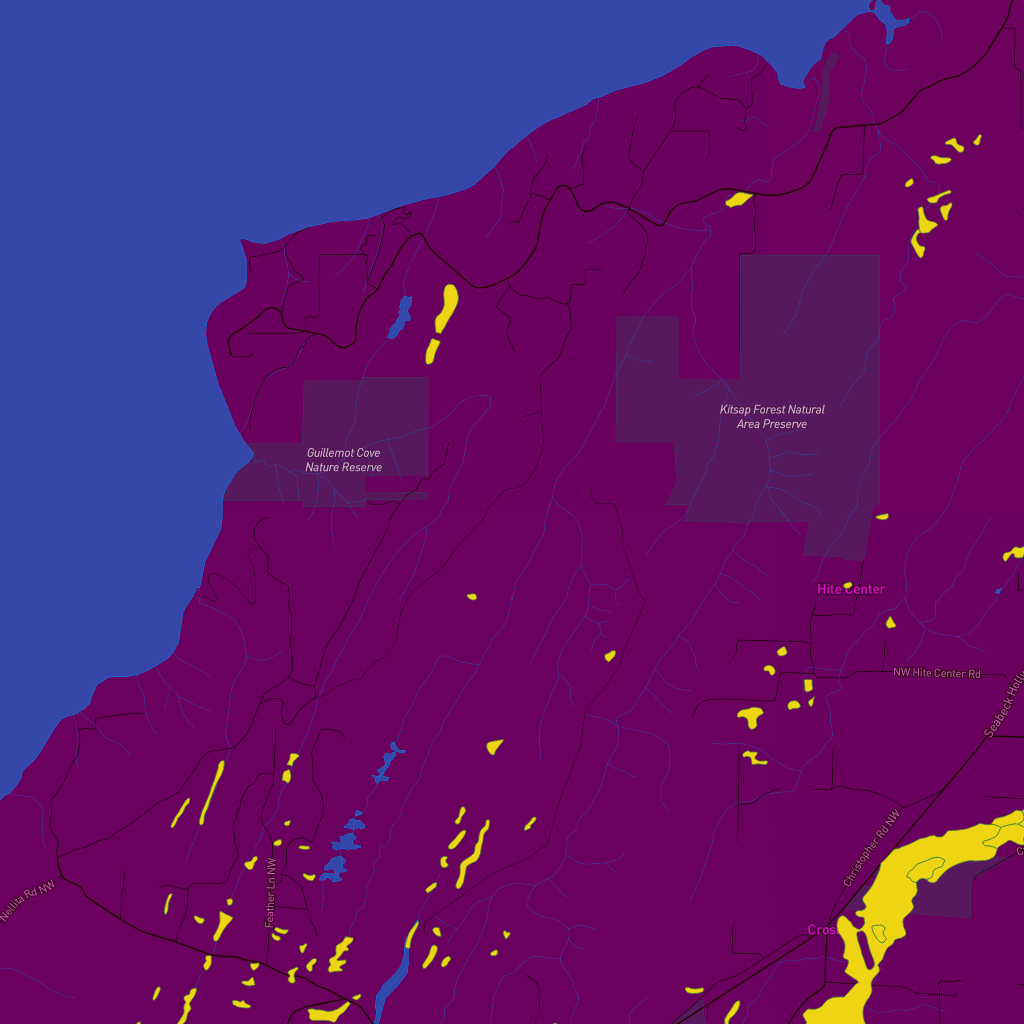 Kitsap Forest Natural
Area Preserve
Guillemot Cove
Nature Reserve
Hite Center
NW Hite Center Rd
Seabeck Holly
Christopher Rd NW
Feather Ln NW
Nellita Rd NW